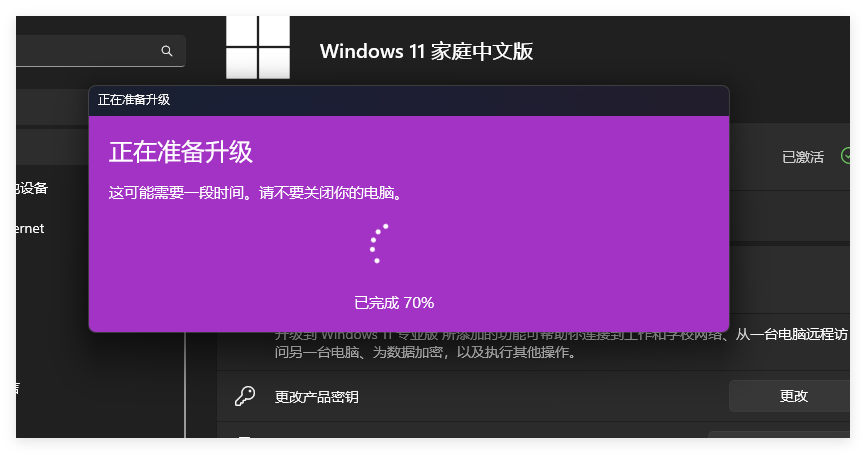 Windows 11 家庭中文版
正在准备升级
正在准备升级
这可能需要一段时间。请不要关闭你的电脑。
已激活
设备
ernet
已完成 70%
升级到 Windows 11 专业版 所添加的功能可帮助你连接到工作和学校网络、从一台电脑远程访
问另一台电脑、为数据加密，以及执行其他操作。
更改产品密钥
更改